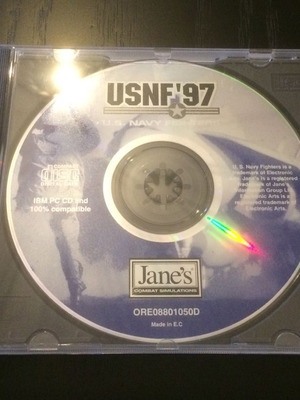 USNF'97
U.S. NAVY
IBM PC CD and
100% compatible
U. S. Navy Fighters is a
trademark of Electronic
Arts. Jane's is a registered
trademark of Jane's
Information Group Ltd.
Electronic Arts is a
registered trademark
of Electronic Arts.
Jane's
COMBAT SIMULATIONS
ORE08801050D
Made in E.C